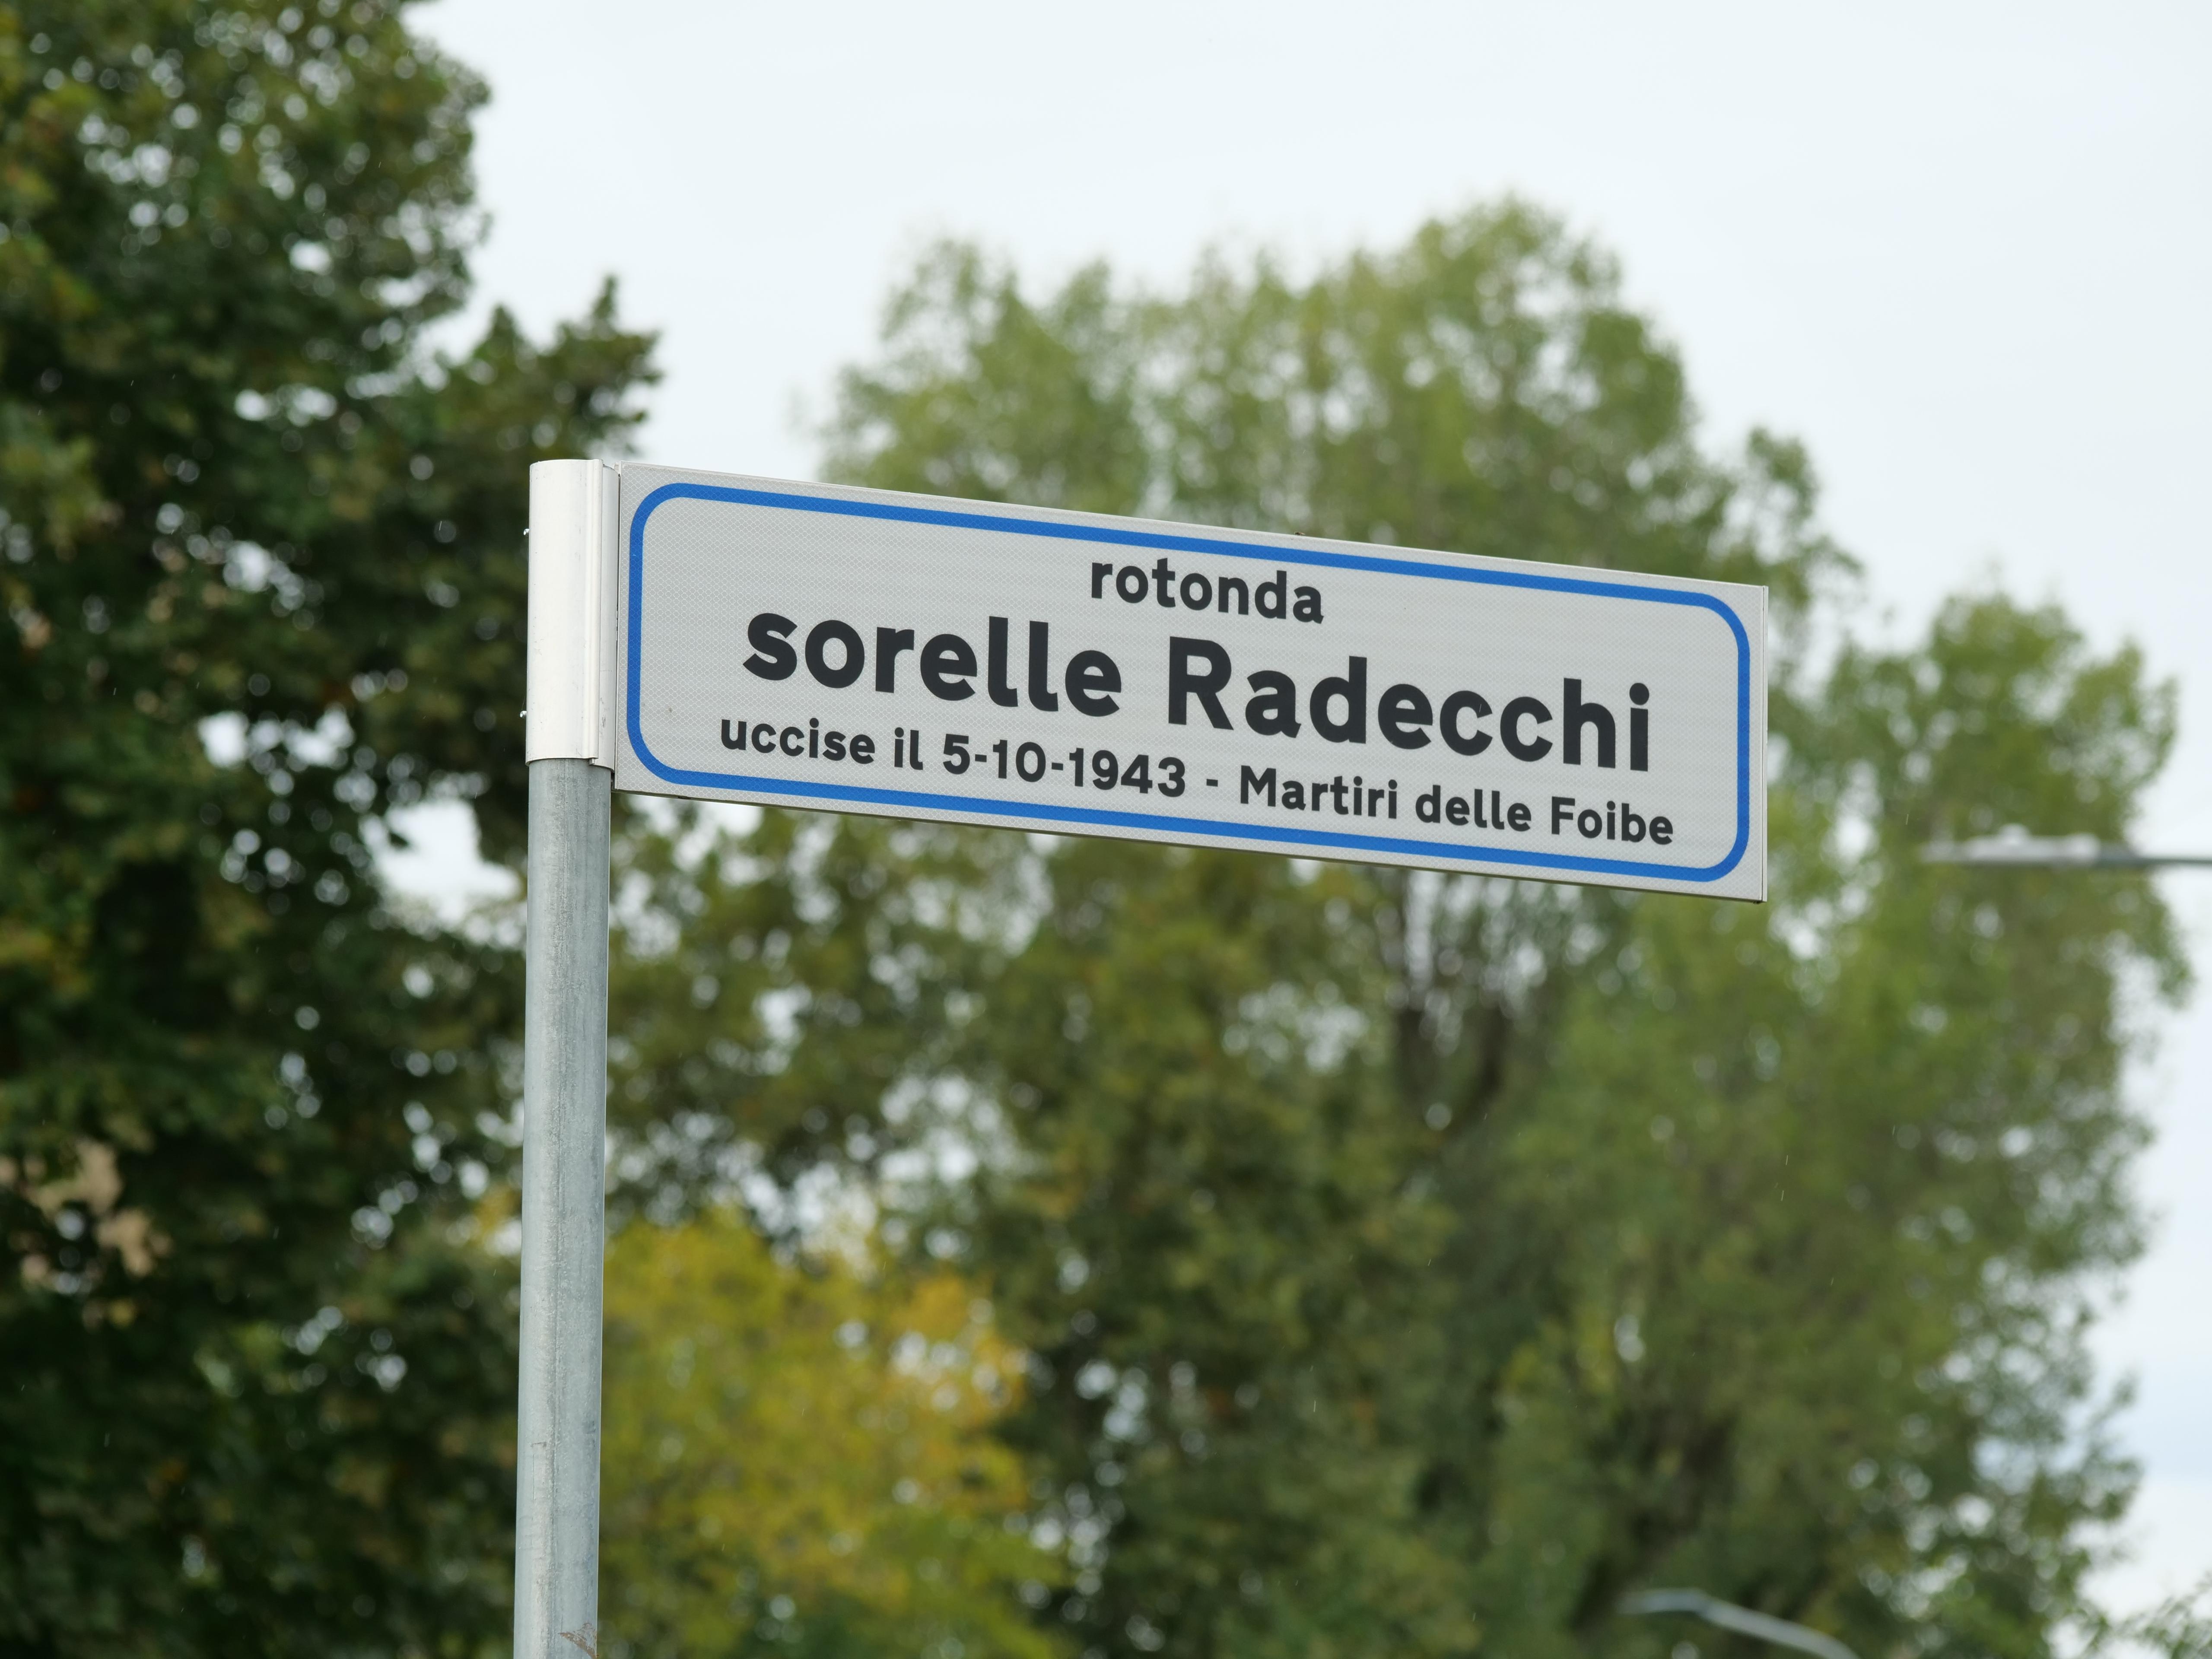 rotonda
sorelle Radecchi
uccise il 5-10-1943 - Martiri delle Foibe